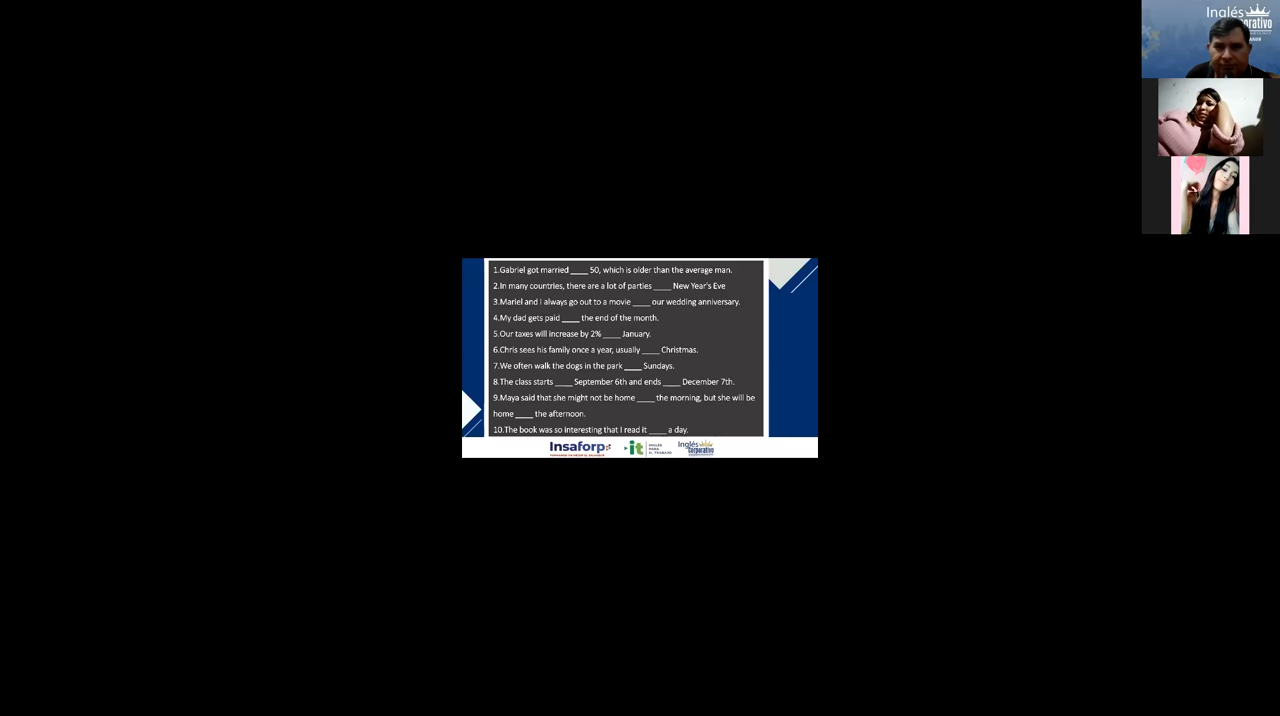 Inglés
corporativo
1.Gabriel got married ____ 50, which is older than the average man.
2.In many countries, there are a lot of parties ____ New Year's Eve
3.Mariel and I always go out to a movie ____ our wedding anniversary.
4.My dad gets paid ____ the end of the month.
5.Our taxes will increase by 2% ____ January.
6.Chris sees his family once a year, usually ____ Christmas.
7.We often walk the dogs in the park ____ Sundays.
8.The class starts ____ September 6th and ends ____ December 7th.
9.Maya said that she might not be home ____ the morning, but she will be
home ____ the afternoon.
10.The book was so interesting that I read it ____ a day.
Insaforp
it INGLÉS PARA EL TRABAJO
Inglés corporativo